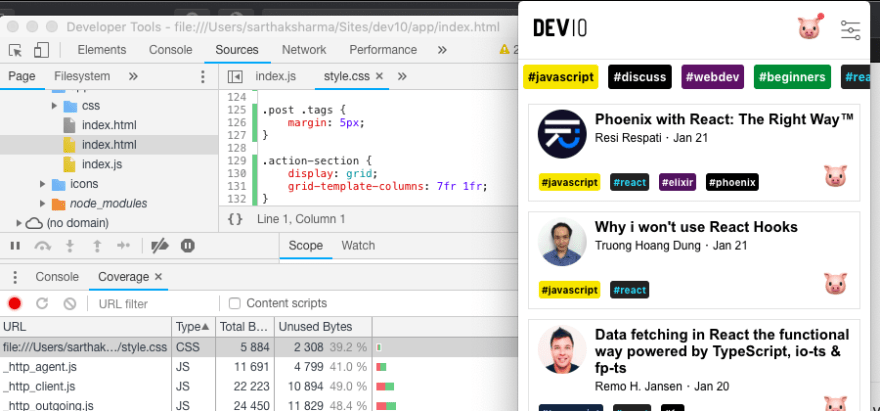 Developer Tools - file:///Users/sarthaksharma/Sites/dev10/app/index.html
Elements Console Sources Network Performance » 2
Page Filesystem »
index.js style.css ×
»
css
index.html
index.html
index.js
icons
node_modules
(no domain)
124
125 .post .tags {
126 margin: 5px;
127 }
128
129 .action-section {
130 display: grid;
131 grid-template-columns: 7fr 1fr;
132 }
{} Line 1, Column 1
Scope Watch
Console Coverage ×
URL filter Content scripts
URL Type▲ Total B... Unused Bytes
file:///Users/sarthak.../style.css CSS 5 884 2 308 39.2 %
_http_agent.js JS 11 691 4 799 41.0 %
_http_client.js JS 22 223 10 894 49.0 %
_http_outgoing.js JS 24 450 11 829 48.4 %
DEV10
#javascript #discuss #webdev #beginners #rea
Phoenix with React: The Right Way™
Resi Respati · Jan 21
#javascript #react #elixir #phoenix
Why i won't use React Hooks
Truong Hoang Dung · Jan 21
#javascript #react
Data fetching in React the functional
way powered by TypeScript, io-ts &
fp-ts
Remo H. Jansen · Jan 20